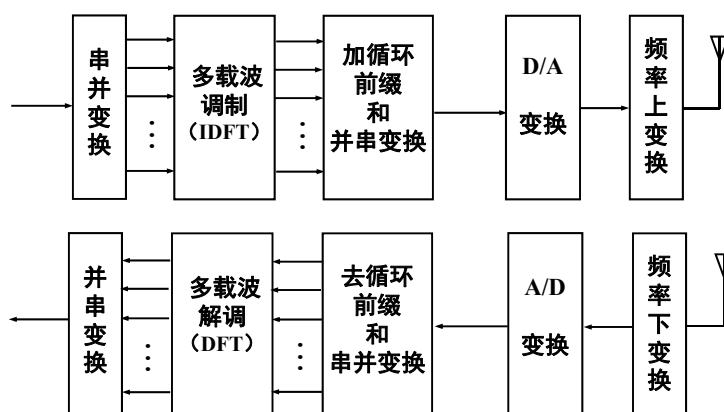 串并变换
多载波
调制
（IDFT）
加循环
前缀
和
并串变换
D/A
变换
频率上变换
并串变换
多载波
解调
（DFT）
去循环
前缀
和
串并变换
A/D
变换
频率下变换